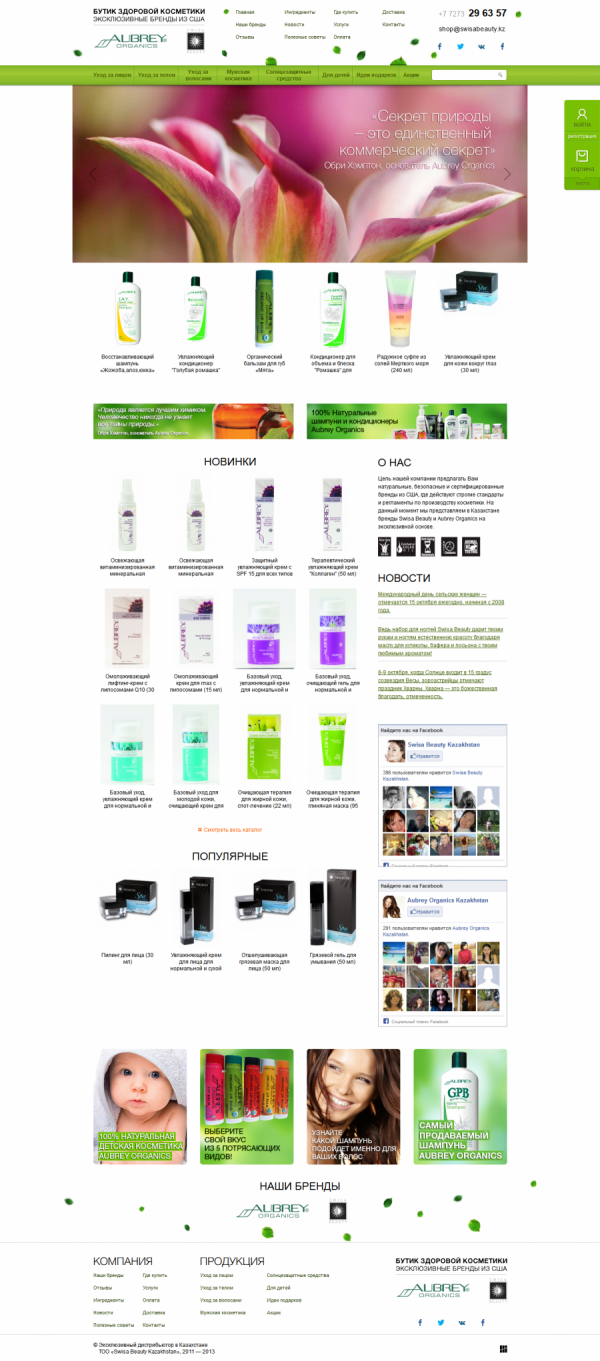 БУТИК ЗДОРОВОЙ КОСМЕТИКИ
ЭКСКЛЮЗИВНЫЕ БРЕНДЫ ИЗ США
AUBREY
ORGANICS
Главная
Ингредиенты
Где купить
Доставка
Наши бренды
Новости
Услуги
Контакты
Отзывы
Полезные советы
Оплата
+7 7273 29 63 57
shop@swisabeauty.kz
Уход за лицом
Уход за телом
Уход за волосами
Мужская косметика
Солнцезащитные средства
Для детей
Идеи подарков
Акции
войти
регистрация
корзина
«Секрет природы
– это единственный
коммерческий секрет»
Обри Хэмптон, основатель Aubrey Organics
Восстанавливающий
шампунь
«Жожоба,алоэ,юкка»
Увлажняющий
кондиционер
"Голубая ромашка"
Органический
бальзам для губ
«Мята»
Кондиционер для
объема и блеска
"Ромашка" для
Радужное суфле из
солей Мертвого моря
(240 мл)
Увлажняющий крем
для кожи вокруг глаз
(30 мл)
«Природа является лучшим химиком.
Человечество никогда не узнает
все тайны природы.»
Обри Хэмптон, основатель Aubrey Organics
100% Натуральные
шампуни и кондиционеры
Aubrey Organics
НОВИНКИ
Освежающая
витаминизированная
минеральная
Освежающая
витаминизированная
минеральная
Защитный
увлажняющий крем с
SPF 15 для всех типов
Терапевтический
увлажняющий крем
"Коллаген" (50 мл)
Омолаживающий
лифтинг-крем с
липосомами Q10 (30
Омолаживающий
крем для глаз с
липосомами (15 мл)
Базовый уход,
увлажняющий крем
для нормальной и
Базовый уход,
очищающий гель для
нормальной и
Базовый уход,
увлажняющий крем
для нормальной и
Базовый уход для
молодой кожи,
очищающий крем для
Очищающая терапия
для жирной кожи,
спот-лечение (22 мл)
Очищающая терапия
для жирной кожи,
глиняная маска (95
Смотреть весь каталог
О НАС
Цель нашей компании предлагать Вам
натуральные, безопасные и сертифицированные
бренды из США, где действуют строгие стандарты
и регламенты по производству косметики. На
данный момент мы представляем в Казахстане
бренды Swisa Beauty и Aubrey Organics на
эксклюзивной основе.
НОВОСТИ
Международный день сельских женщин —
отмечается 15 октября ежегодно, начиная с 2008
года.
Ведь набор для ногтей Swisa Beauty дарит твоим
рукам и ногтям естественную красоту благодаря
маслу для кутикулы, бафера и лосьона с твоим
любимым ароматом!
8-9 октября, когда Солнце входит в 15 градус
созвездия Весы, зороастрийцы отмечают
праздник Хварны. Хварна — это божественная
благодать, отмеченность.
Найдите нас на Facebook
Swisa Beauty Kazakhstan
Нравится
398 пользователям нравится Swisa Beauty
Kazakhstan.
Найдите нас на Facebook
Aubrey Organics Kazakhstan
Нравится
291 пользователям нравится Aubrey Organics
Kazakhstan.
Социальный плагин Facebook
ПОПУЛЯРНЫЕ
Пилинг для лица (30
мл)
Увлажняющий крем
для лица для
нормальной и сухой
Отшелушивающая
грязевая маска для
лица (50 мл)
Грязевой гель для
умывания (50 мл)
100% НАТУРАЛЬНАЯ
ДЕТСКАЯ КОСМЕТИКА
AUBREY ORGANICS
ВЫБЕРИТЕ
СВОЙ ВКУС
ИЗ 5 ПОТРЯСАЮЩИХ
ВИДОВ!
УЗНАЙТЕ
КАКОЙ ШАМПУНЬ
ПОДОЙДЕТ ИМЕННО ДЛЯ
ВАШИХ ВОЛОС
GPB
САМЫЙ
ПРОДАВАЕМЫЙ
ШАМПУНЬ
AUBREY ORGANICS
НАШИ БРЕНДЫ
AUBREY
ORGANICS
КОМПАНИЯ
Наши бренды
Где купить
Отзывы
Услуги
Ингредиенты
Оплата
Новости
Доставка
Полезные советы
Контакты
ПРОДУКЦИЯ
Уход за лицом
Солнцезащитные средства
Уход за телом
Для детей
Уход за волосами
Идеи подарков
Мужская косметика
Акции
БУТИК ЗДОРОВОЙ КОСМЕТИКИ
ЭКСКЛЮЗИВНЫЕ БРЕНДЫ ИЗ США
AUBREY
ORGANICS
© Эксклюзивный дистрибьютор в Казахстане
ТОО «Swisa Beauty Kazakhstan», 2011 — 2013